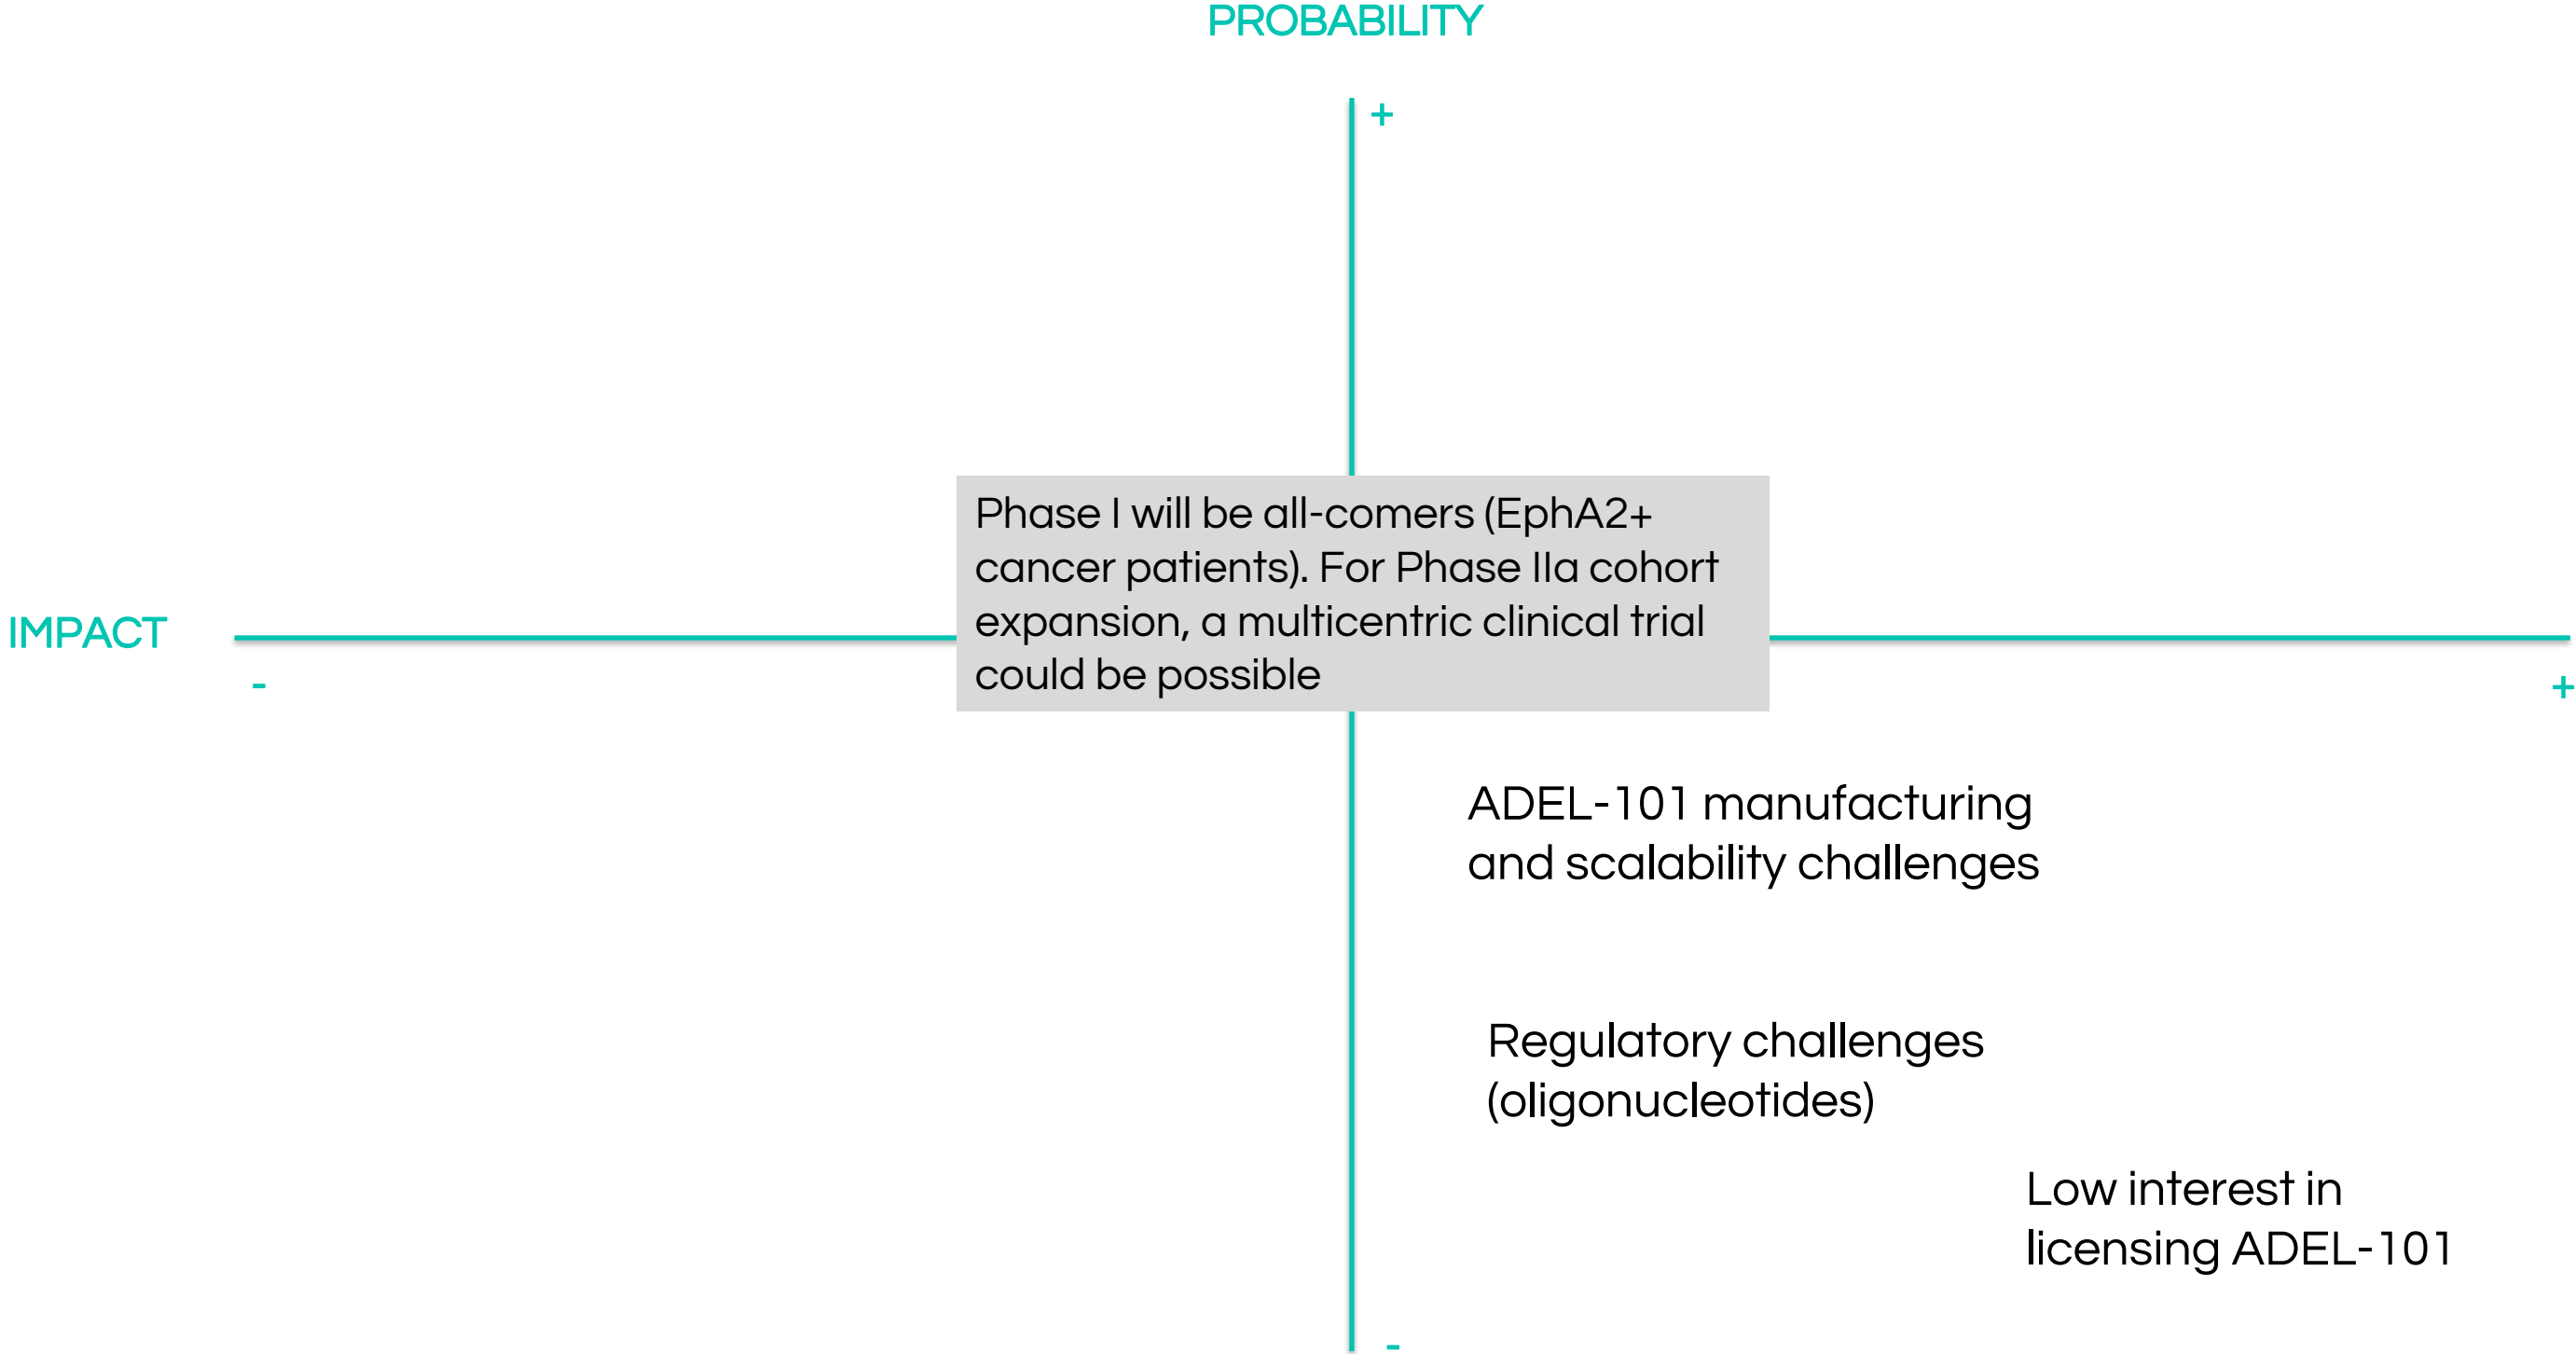 PROBABILITY
+
Phase I will be all-comers (EphA2+
cancer patients). For Phase IIa cohort
expansion, a multicentric clinical trial
could be possible
IMPACT
-
+
ADEL-101 manufacturing
and scalability challenges
Regulatory challenges
(oligonucleotides)
Low interest in
licensing ADEL-101
-